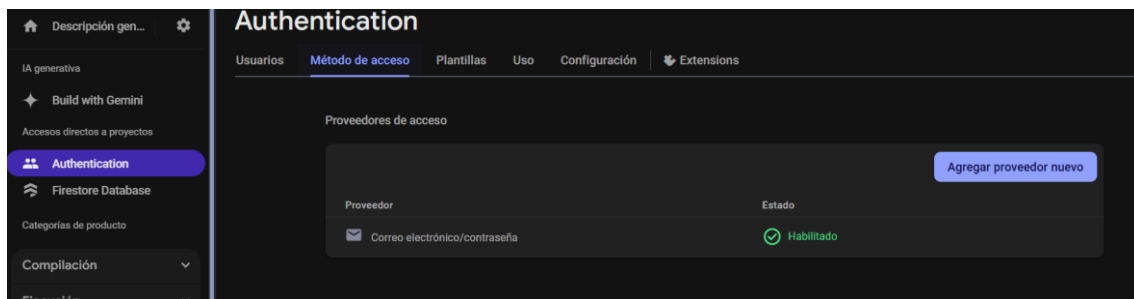 Descripción gen...
IA generativa
Build with Gemini
Accesos directos a proyectos
Authentication
Firestore Database
Categorías de producto
Compilación
Authentication
Usuarios Método de acceso Plantillas Uso Configuración Extensions
Proveedores de acceso
Agregar proveedor nuevo
Proveedor Estado
Correo electrónico/contraseña Habilitado